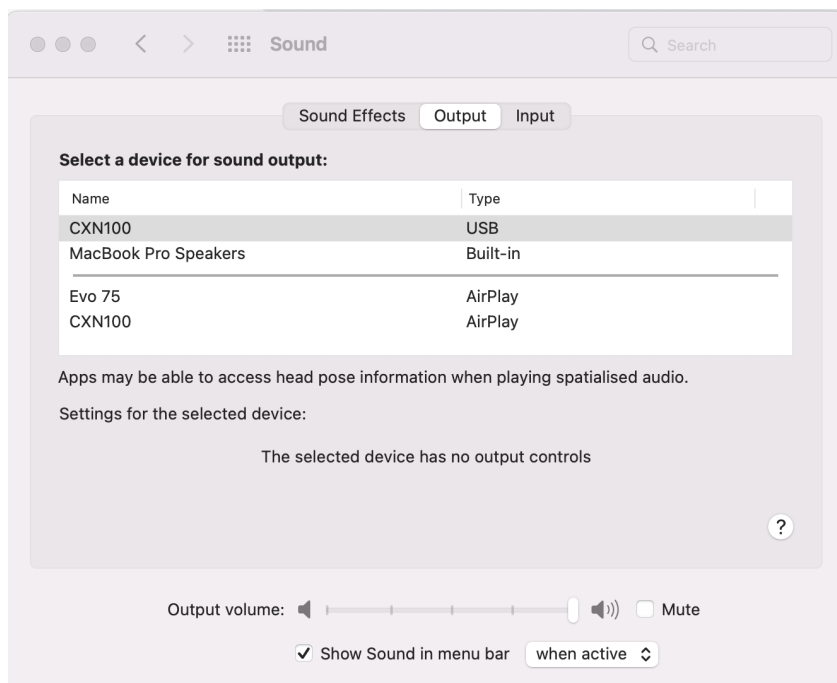 Sound
Search
Sound Effects Output Input
Select a device for sound output:
Name Type
CXN100 USB
MacBook Pro Speakers Built-in
Evo 75 AirPlay
CXN100 AirPlay
Apps may be able to access head pose information when playing spatialised audio.
Settings for the selected device:
The selected device has no output controls
?
Output volume: Mute
Show Sound in menu bar when active